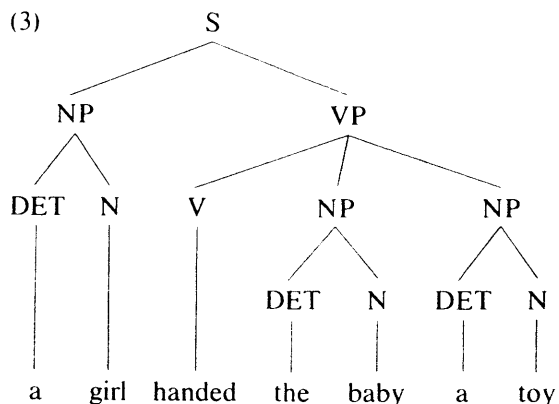 (3) S
NP VP
DET N V NP NP
DET N DET N
a girl handed the baby a toy